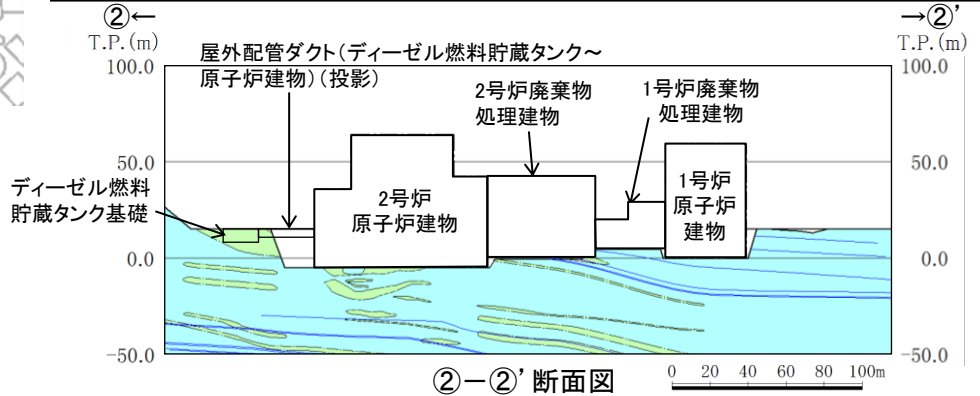 ②←
→②’
T.P.(m)
T.P.(m)
屋外配管ダクト(ディーゼル燃料貯蔵タンク～
原子炉建物)(投影)
100.0
100.0
2号炉廃棄物
処理建物
1号炉廃棄物
処理建物
50.0
50.0
ディーゼル燃料
貯蔵タンク基礎
2号炉
原子炉建物
1号炉
原子炉
建物
0.0
0.0
-50.0
-50.0
②－②’断面図
0 20 40 60 80 100m